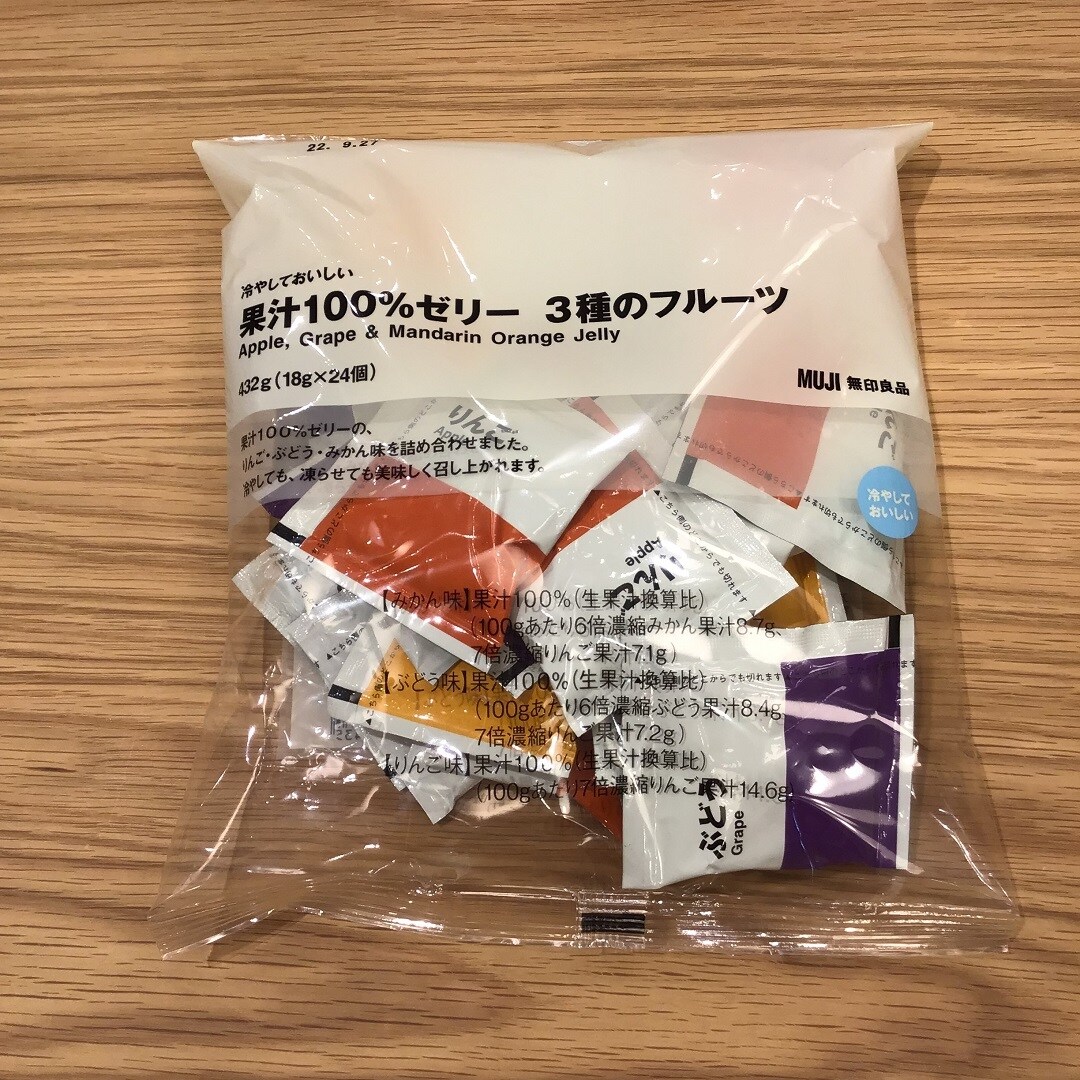 22. 9.27
冷やしておいしい
果汁100%ゼリー 3種のフルーツ
Apple, Grape & Mandarin Orange Jelly
432g(18g×24個)
MUJI 無印良品
果汁100%ゼリーの、
りんご・ぶどう・みかん味を詰め合わせました。
冷やしても、凍らせても美味しく召し上がれます。
冷やして
おいしい
りんご
Apple
りんご
Apple
【みかん味】果汁100%(生果汁換算比)
(100gあたり6倍濃縮みかん果汁8.7g、
7倍濃縮りんご果汁7.1g)
【ぶどう味】果汁100%(生果汁換算比)
(100gあたり6倍濃縮ぶどう果汁8.4g、
7倍濃縮りんご果汁7.2g)
【りんご味】果汁100%(生果汁換算比)
(100gあたり7倍濃縮りんご果汁14.6g)
ぶどう
Grape